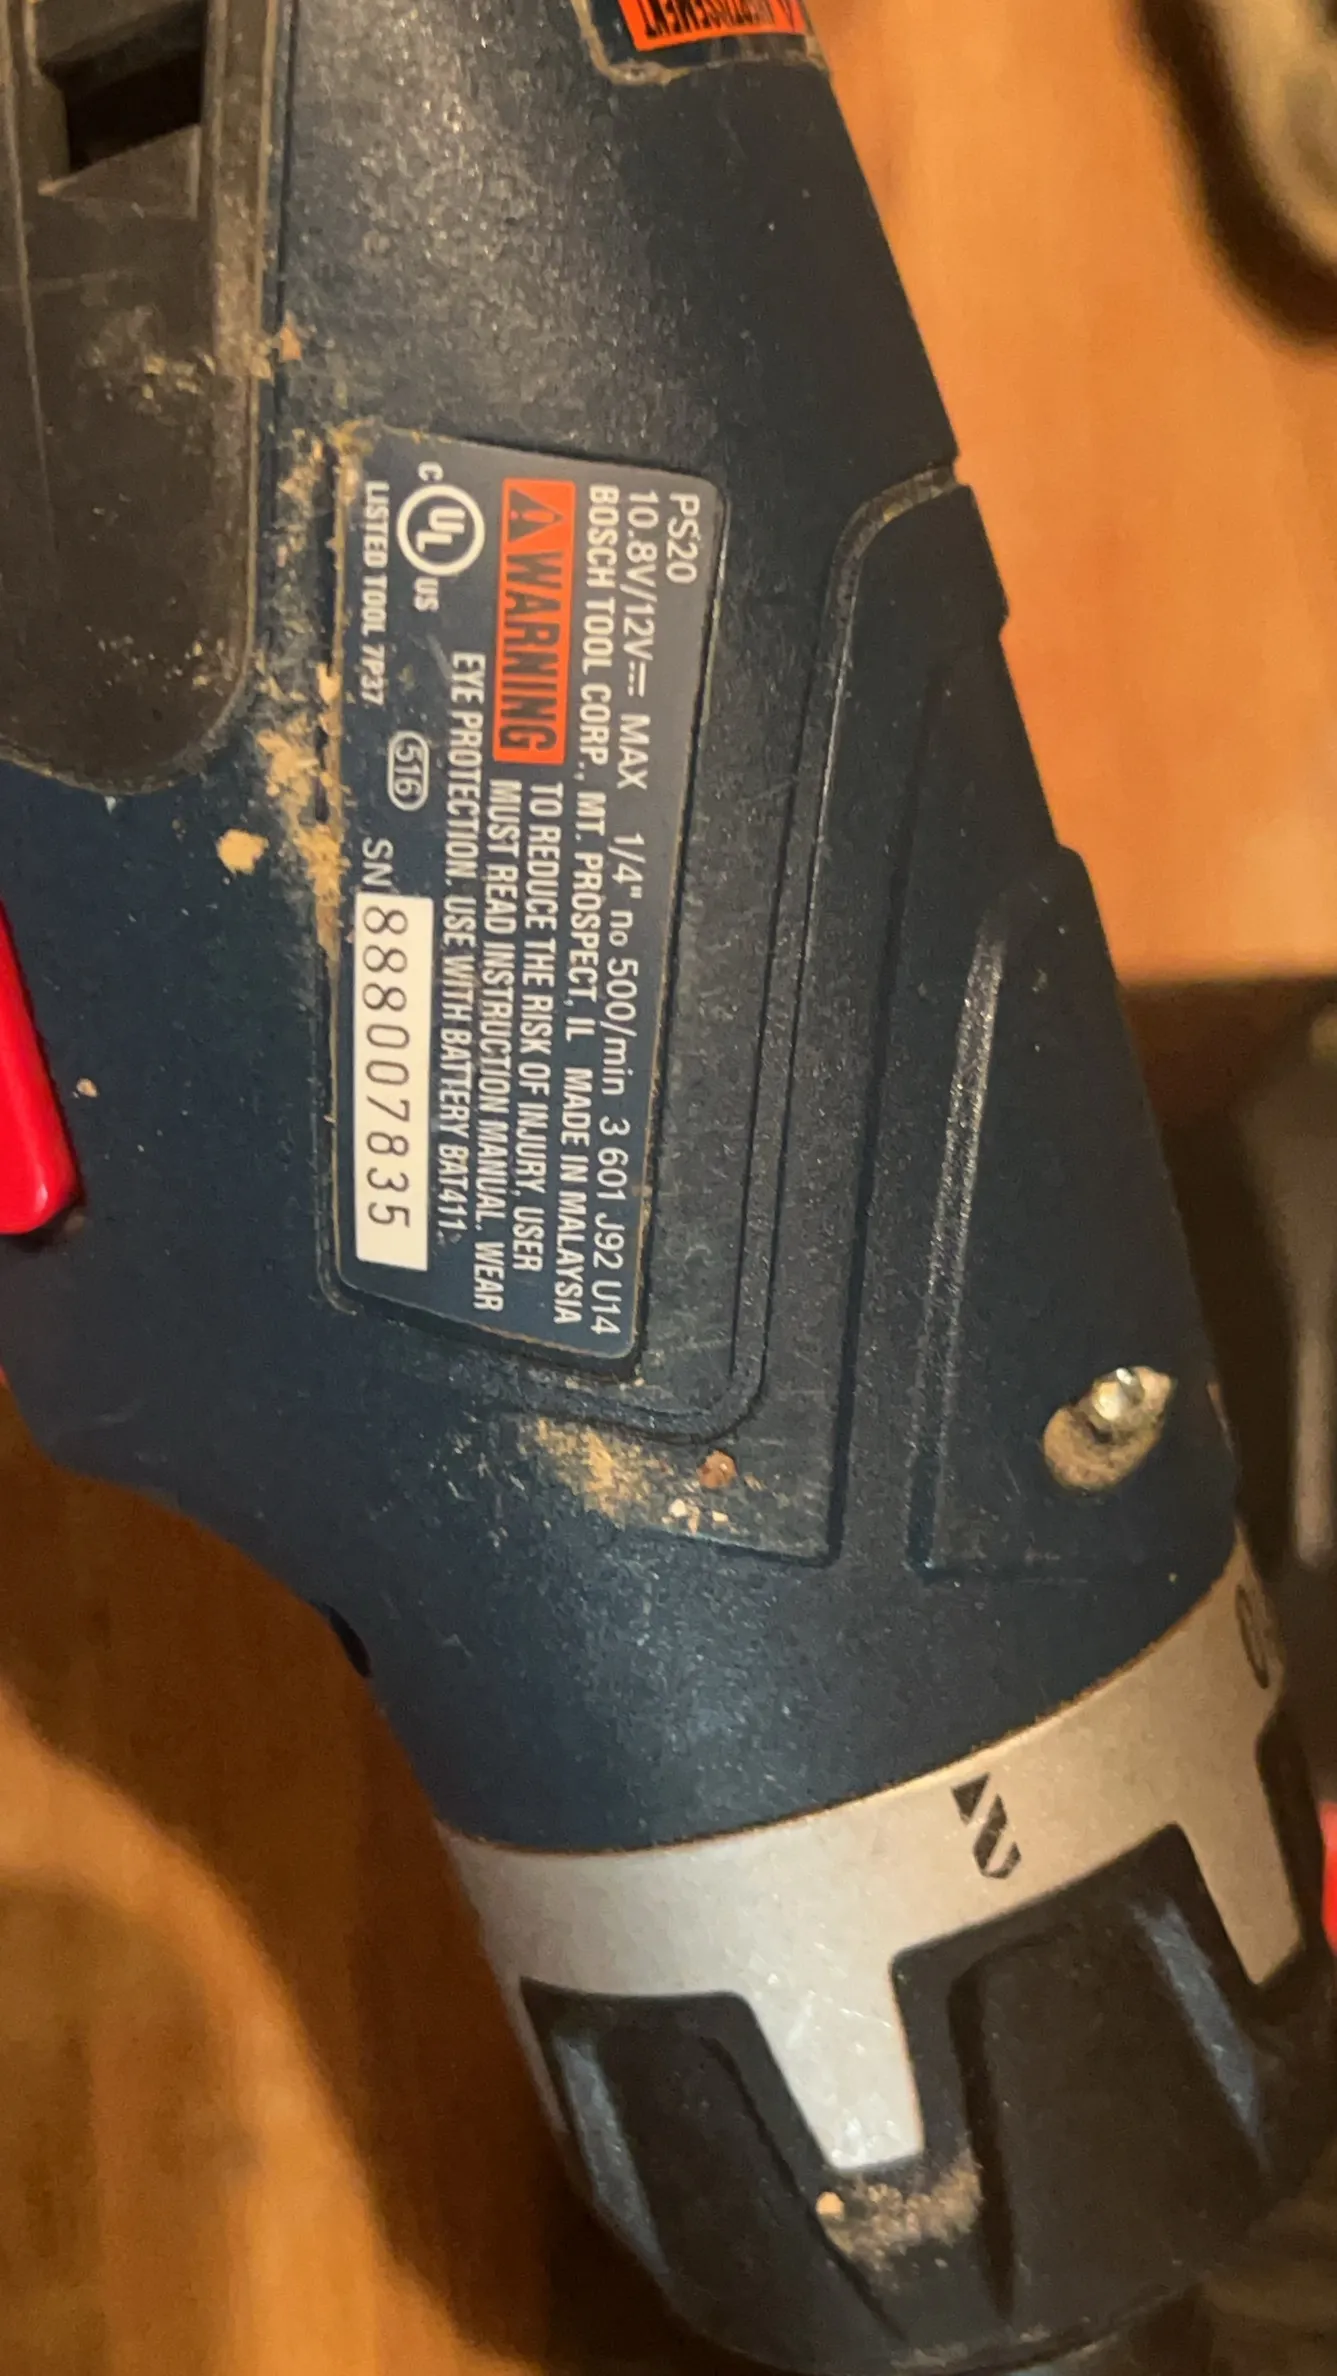 AVERTISSEMENT
PS20
10.8V/12V⎓ MAX 1/4" no 500/min 3 601 J92 U14
BOSCH TOOL CORP., MT. PROSPECT, IL MADE IN MALAYSIA
⚠ WARNING TO REDUCE THE RISK OF INJURY, USER
MUST READ INSTRUCTION MANUAL. WEAR
EYE PROTECTION. USE WITH BATTERY BAT411.
C UL US
LISTED TOOL 7P37
516 SN 888007835